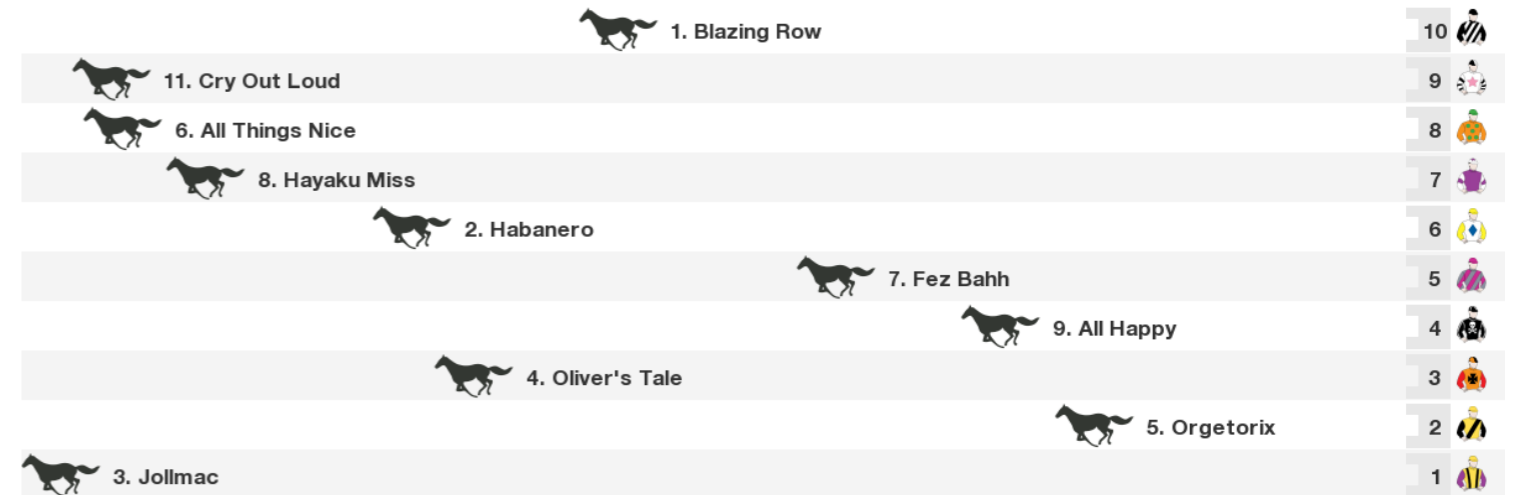 1. Blazing Row 10
11. Cry Out Loud 9
6. All Things Nice 8
8. Hayaku Miss 7
2. Habanero 6
7. Fez Bahh 5
9. All Happy 4
4. Oliver's Tale 3
5. Orgetorix 2
3. Jollmac 1